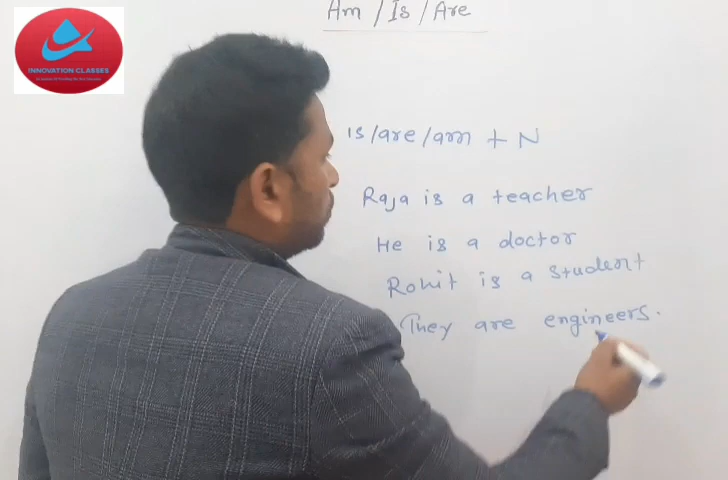 Am / Is / Are
INNOVATION CLASSES
is/are/am + N
Raja is a teacher
He is a doctor
Rohit is a student
They are engineers.